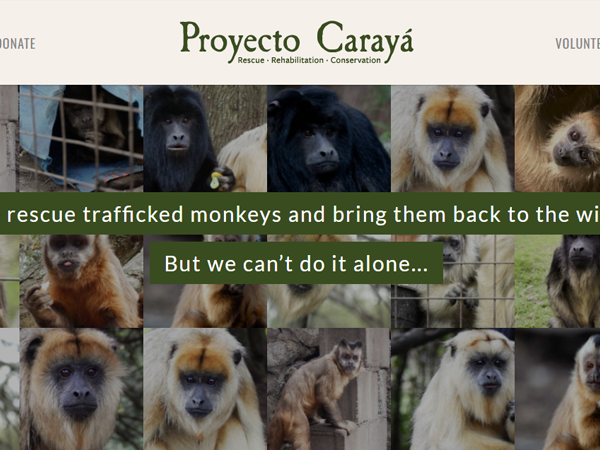 DONATE
Proyecto Carayá
VOLUNTE
Rescue · Rehabilitation · Conservation
rescue trafficked monkeys and bring them back to the wi
But we can’t do it alone...